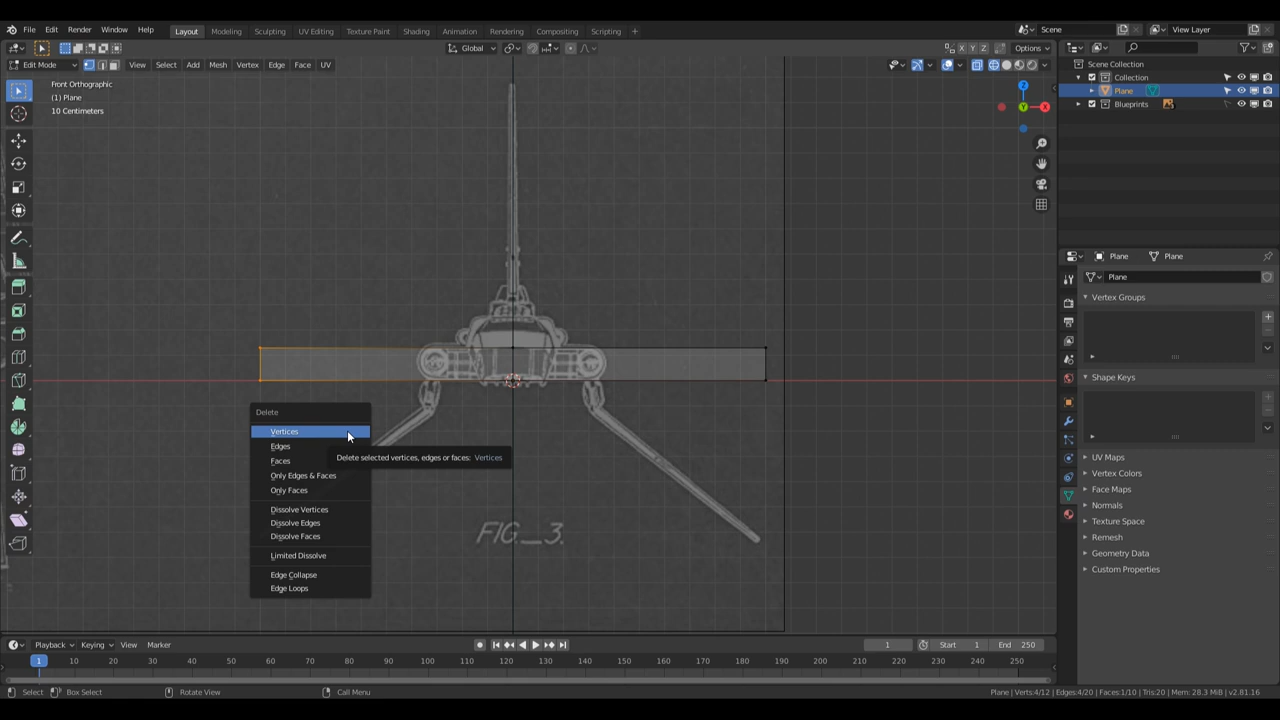 File Edit Render Window Help Layout Modeling Sculpting UV Editing Texture Paint Shading Animation Rendering Compositing Scripting + Scene View Layer
Global X Y Z Options
Edit Mode View Select Add Mesh Vertex Edge Face UV
Front Orthographic
(1) Plane
10 Centimeters
Z
Y
X
Scene Collection
Collection
Plane
Blueprints
Plane Plane
Plane
Vertex Groups
Shape Keys
UV Maps
Vertex Colors
Face Maps
Normals
Texture Space
Remesh
Geometry Data
Custom Properties
Delete
Vertices
Edges
Faces
Only Edges & Faces
Only Faces
Dissolve Vertices
Dissolve Edges
Dissolve Faces
Limited Dissolve
Edge Collapse
Edge Loops
Delete selected vertices, edges or faces: Vertices
FIG._3.
Playback Keying View Marker 1 Start 1 End 250
1 10 20 30 40 50 60 70 80 90 100 110 120 130 140 150 160 170 180 190 200 210 220 230 240 250
Select Box Select Rotate View Call Menu Plane | Verts:4/12 | Edges:4/20 | Faces:1/10 | Tris:20 | Mem: 28.3 MiB | v2.81.16